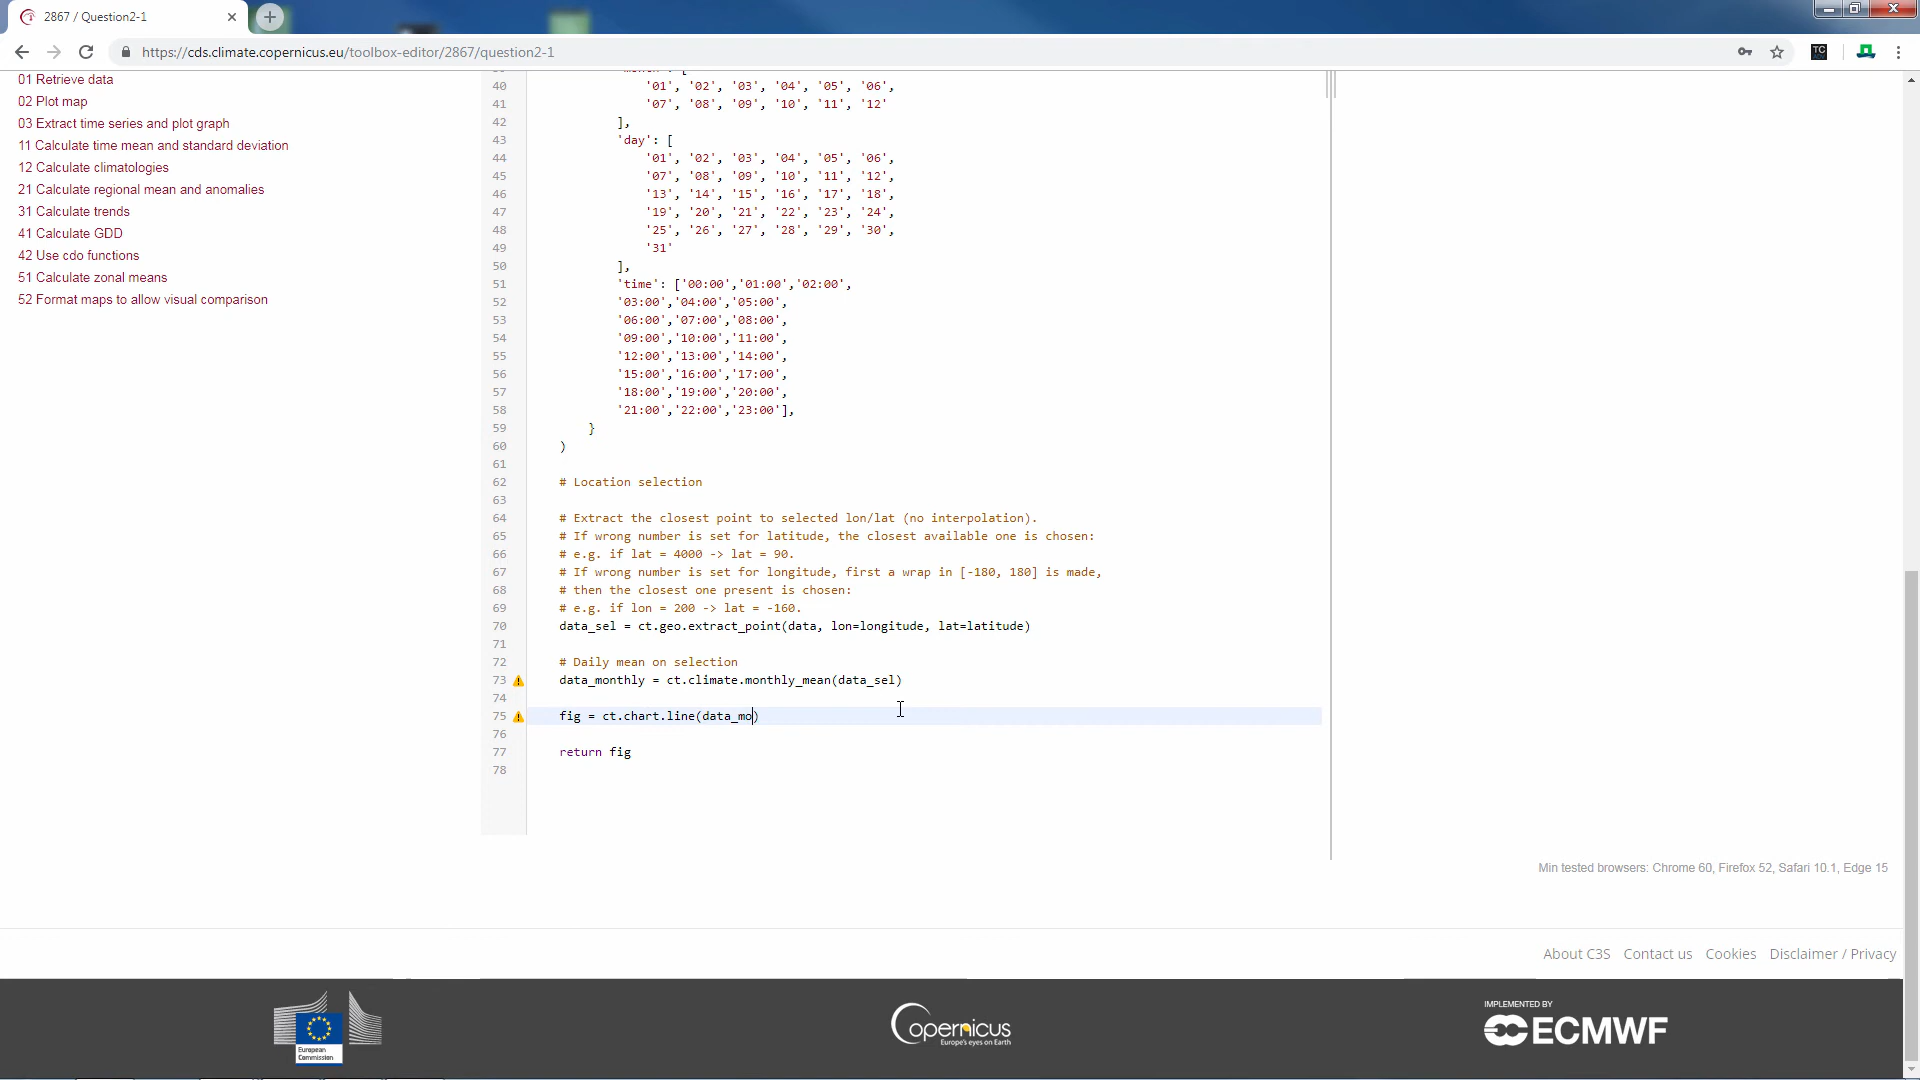 2867 / Question2-1
https://cds.climate.copernicus.eu/toolbox-editor/2867/question2-1
01 Retrieve data
02 Plot map
03 Extract time series and plot graph
11 Calculate time mean and standard deviation
12 Calculate climatologies
21 Calculate regional mean and anomalies
31 Calculate trends
41 Calculate GDD
42 Use cdo functions
51 Calculate zonal means
52 Format maps to allow visual comparison
40 '01', '02', '03', '04', '05', '06',
41 '07', '08', '09', '10', '11', '12'
42 ],
43 'day': [
44 '01', '02', '03', '04', '05', '06',
45 '07', '08', '09', '10', '11', '12',
46 '13', '14', '15', '16', '17', '18',
47 '19', '20', '21', '22', '23', '24',
48 '25', '26', '27', '28', '29', '30',
49 '31'
50 ],
51 'time': ['00:00','01:00','02:00',
52 '03:00','04:00','05:00',
53 '06:00','07:00','08:00',
54 '09:00','10:00','11:00',
55 '12:00','13:00','14:00',
56 '15:00','16:00','17:00',
57 '18:00','19:00','20:00',
58 '21:00','22:00','23:00'],
59 }
60 )
61
62 # Location selection
63
64 # Extract the closest point to selected lon/lat (no interpolation).
65 # If wrong number is set for latitude, the closest available one is chosen:
66 # e.g. if lat = 4000 -> lat = 90.
67 # If wrong number is set for longitude, first a wrap in [-180, 180] is made,
68 # then the closest one present is chosen:
69 # e.g. if lon = 200 -> lat = -160.
70 data_sel = ct.geo.extract_point(data, lon=longitude, lat=latitude)
71
72 # Daily mean on selection
73 data_monthly = ct.climate.monthly_mean(data_sel)
74
75 fig = ct.chart.line(data_mo)
76
77 return fig
78
Min tested browsers: Chrome 60, Firefox 52, Safari 10.1, Edge 15
About C3S Contact us Cookies Disclaimer / Privacy
European
Commission
opernicus
Europe's eyes on Earth
IMPLEMENTED BY
ECMWF
TC